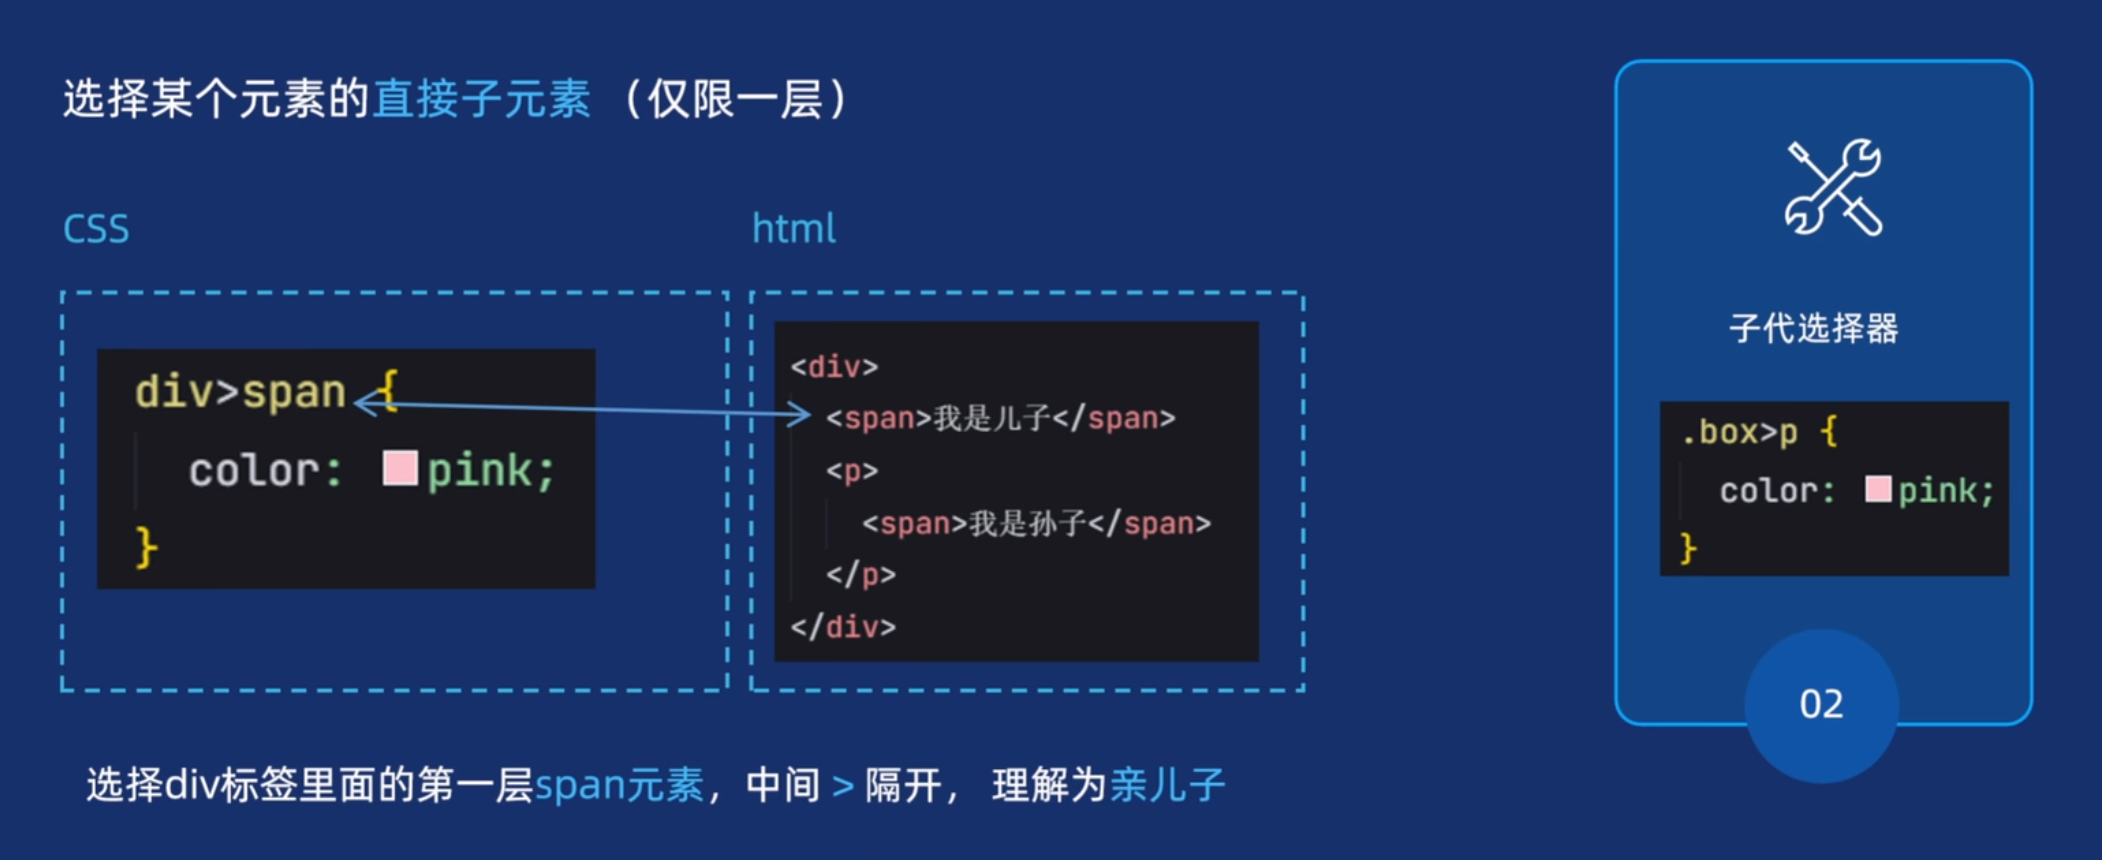 选择某个元素的直接子元素（仅限一层）
CSS
div>span {
color: pink;
}
html
<div>
<span>我是儿子</span>
<p>
<span>我是孙子</span>
</p>
</div>
选择div标签里面的第一层span元素，中间 > 隔开， 理解为亲儿子
子代选择器
.box>p {
color: pink;
}
02